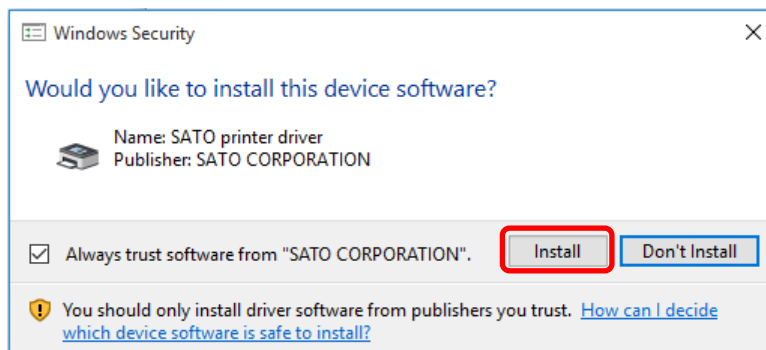 Windows Security
Would you like to install this device software?
Name: SATO printer driver
Publisher: SATO CORPORATION
Always trust software from "SATO CORPORATION".
Install
Don't Install
You should only install driver software from publishers you trust. How can I decide
which device software is safe to install?